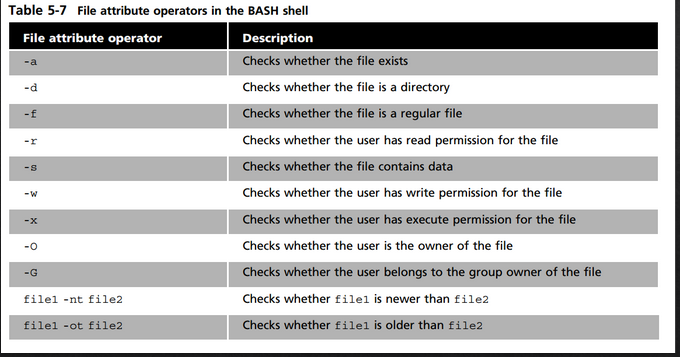 Table 5-7 File attribute operators in the BASH shell
File attribute operator Description
-a Checks whether the file exists
-d Checks whether the file is a directory
-f Checks whether the file is a regular file
-r Checks whether the user has read permission for the file
-s Checks whether the file contains data
-w Checks whether the user has write permission for the file
-x Checks whether the user has execute permission for the file
-O Checks whether the user is the owner of the file
-G Checks whether the user belongs to the group owner of the file
file1 -nt file2 Checks whether file1 is newer than file2
file1 -ot file2 Checks whether file1 is older than file2